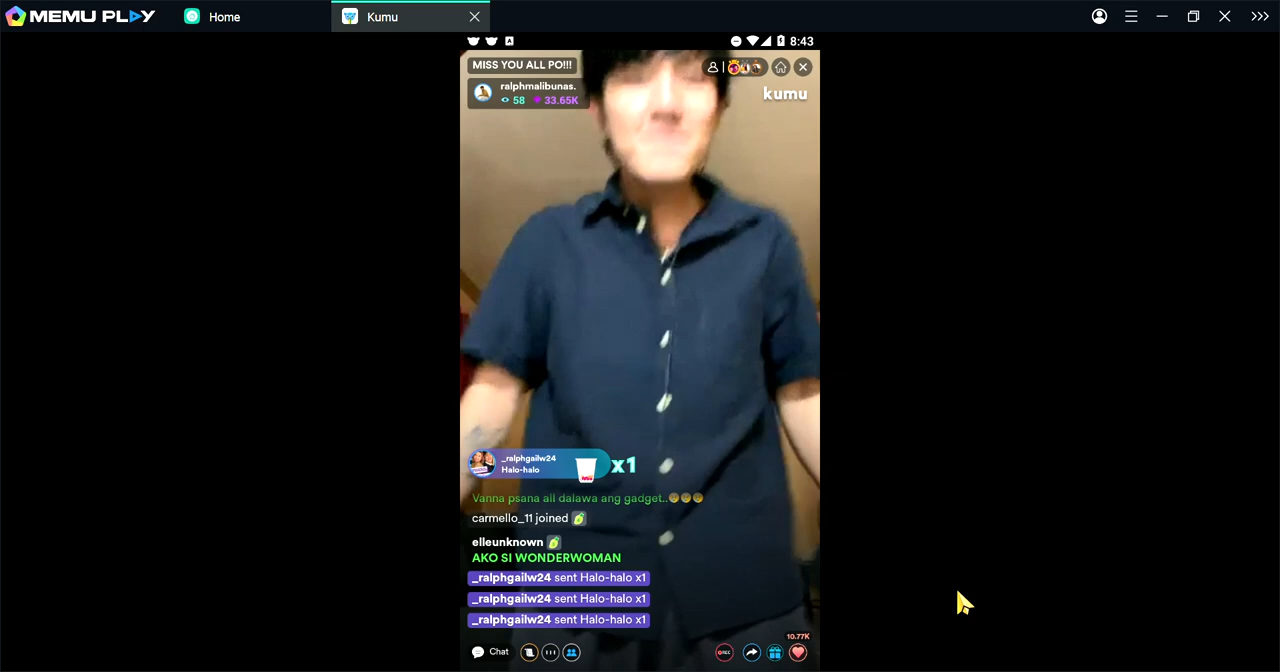 MEMU PLAY
Home
Kumu
8:43
MISS YOU ALL PO!!!
ralphmalibunas.
58
33.65K
kumu
_ralphgailw24
Halo-halo
x1
Vanna psana all dalawa ang gadget..
carmello_11 joined
elleunknown
AKO SI WONDERWOMAN
_ralphgailw24 sent Halo-halo x1
_ralphgailw24 sent Halo-halo x1
_ralphgailw24 sent Halo-halo x1
10.77K
Chat
REC